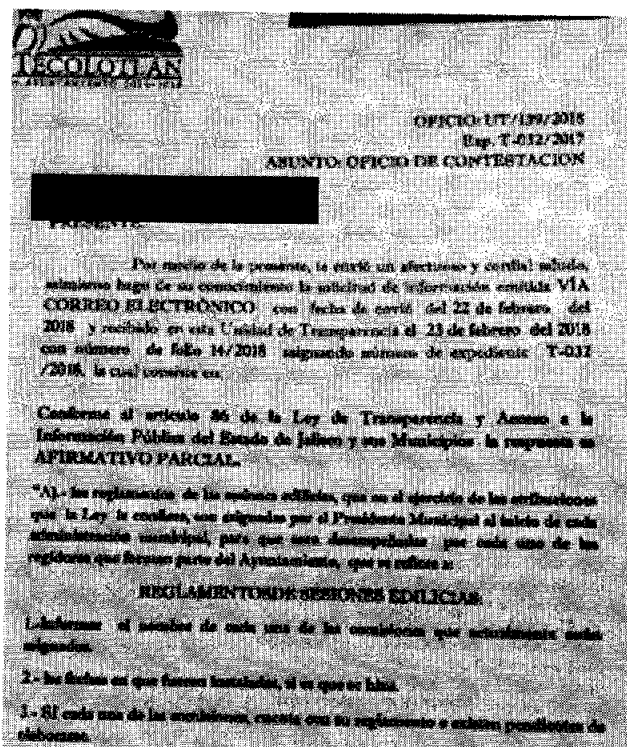 TECOLOTLÁN
OFICIO: UT/139/2018
Exp. T-032/2017
ASUNTO: OFICIO DE CONTESTACION
PRESENTE.
Por medio de la presente, te envió un afectuoso y cordial saludo,
asimismo hago de su conocimiento la solicitud de información emitida VÍA
CORREO ELECTRÓNICO con fecha de envió del 22 de febrero del
2018 y recibido en esta Unidad de Transparencia el 23 de febrero del 2018
con número de folio 14/2018 asignando número de expediente T-032
/2018, la cual consiste en:
Conforme al artículo 86 de la Ley de Transparencia y Acceso a la
Información Pública del Estado de Jalisco y sus Municipios la respuesta es
AFIRMATIVO PARCIAL.
"A).- los reglamentos de las sesiones edilicias, que en el ejercicio de las atribuciones
que la Ley le confiere, son asignadas por el Presidente Municipal al inicio de cada
administración municipal, para que sean desempeñadas por cada uno de los
regidores que forman parte del Ayuntamiento, que se refiere a:
REGLAMENTOS DE SESIONES EDILICIAS:
1.-Informar el nombre de cada una de las comisiones que actualmente están
asignadas.
2.- las fechas en que fueron instaladas, si es que se hizo.
3.- Si cada una de las comisiones, cuenta con su reglamento o existen pendientes de
elaborarse.